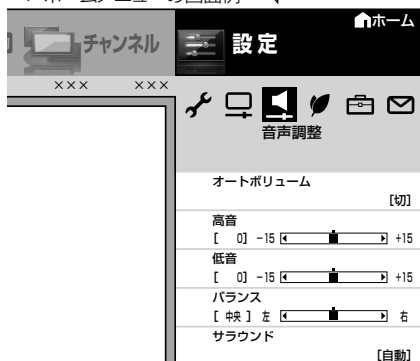 ホーム
チャンネル
設定
××× ×××
音声調整
オートボリューム
[切]
高音
[ 0] -15 +15
低音
[ 0] -15 +15
バランス
[ 中央 ] 左 右
サラウンド
[自動]